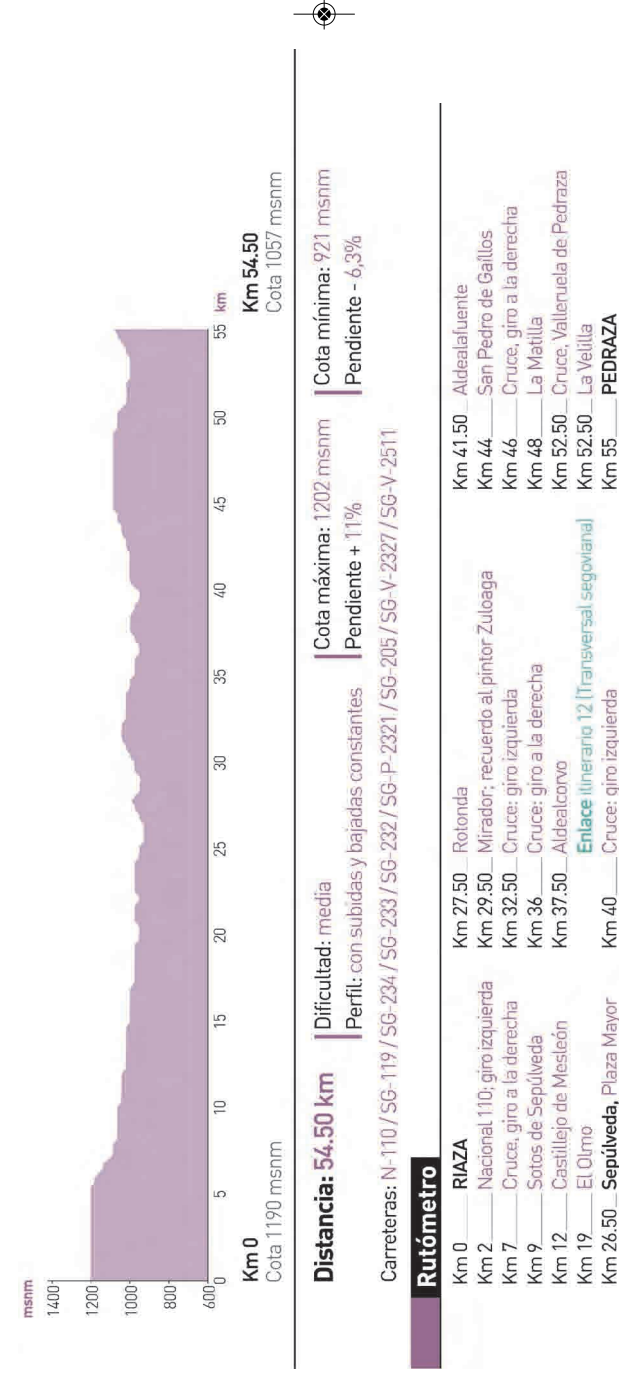 msnm
1400
1200
1000
800
600
0 5 10 15 20 25 30 35 40 45 50 55 km
Km 0
Cota 1190 msnm
Km 54.50
Cota 1057 msnm
Distancia: 54.50 km
Dificultad: media
Perfil: con subidas y bajadas constantes
Cota máxima: 1202 msnm
Pendiente + 11%
Cota mínima: 921 msnm
Pendiente - 6,3%
Carreteras: N-110 / SG-119 / SG-234 / SG-233 / SG-232 / SG-P-2321 / SG-205 / SG-V-2327 / SG-V-2511
Rutómetro
Km 0 RIAZA
Km 2 Nacional 110; giro izquierda
Km 7 Cruce, giro a la derecha
Km 9 Sotos de Sepúlveda
Km 12 Castillejo de Mesleón
Km 19 El Olmo
Km 26.50 Sepúlveda, Plaza Mayor
Km 27.50 Rotonda
Km 29.50 Mirador; recuerdo al pintor Zuloaga
Km 32.50 Cruce: giro izquierda
Km 36 Cruce: giro a la derecha
Km 37.50 Aldealcorvo
Enlace itinerario 12 (Transversal segoviana)
Km 40 Cruce: giro izquierda
Km 41.50 Aldealafuente
Km 44 San Pedro de Gaíllos
Km 46 Cruce, giro a la derecha
Km 48 La Matilla
Km 52.50 Cruce, Valleruela de Pedraza
Km 52.50 La Velilla
Km 55 PEDRAZA